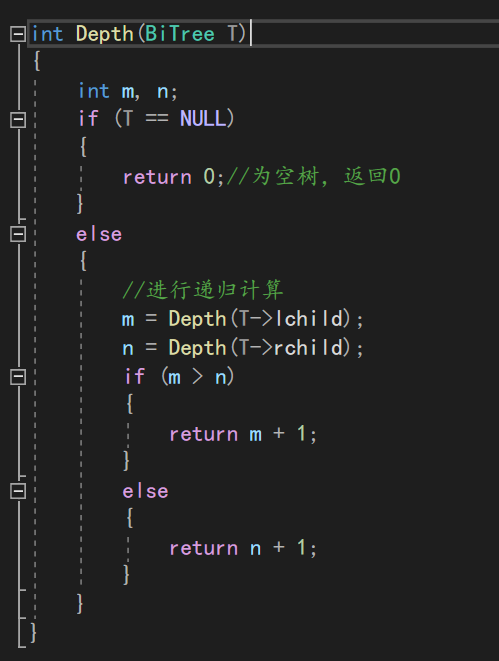 int Depth(BiTree T)
{
int m, n;
if (T == NULL)
{
return 0;//为空树，返回0
}
else
{
//进行递归计算
m = Depth(T->lchild);
n = Depth(T->rchild);
if (m > n)
{
return m + 1;
}
else
{
return n + 1;
}
}
}